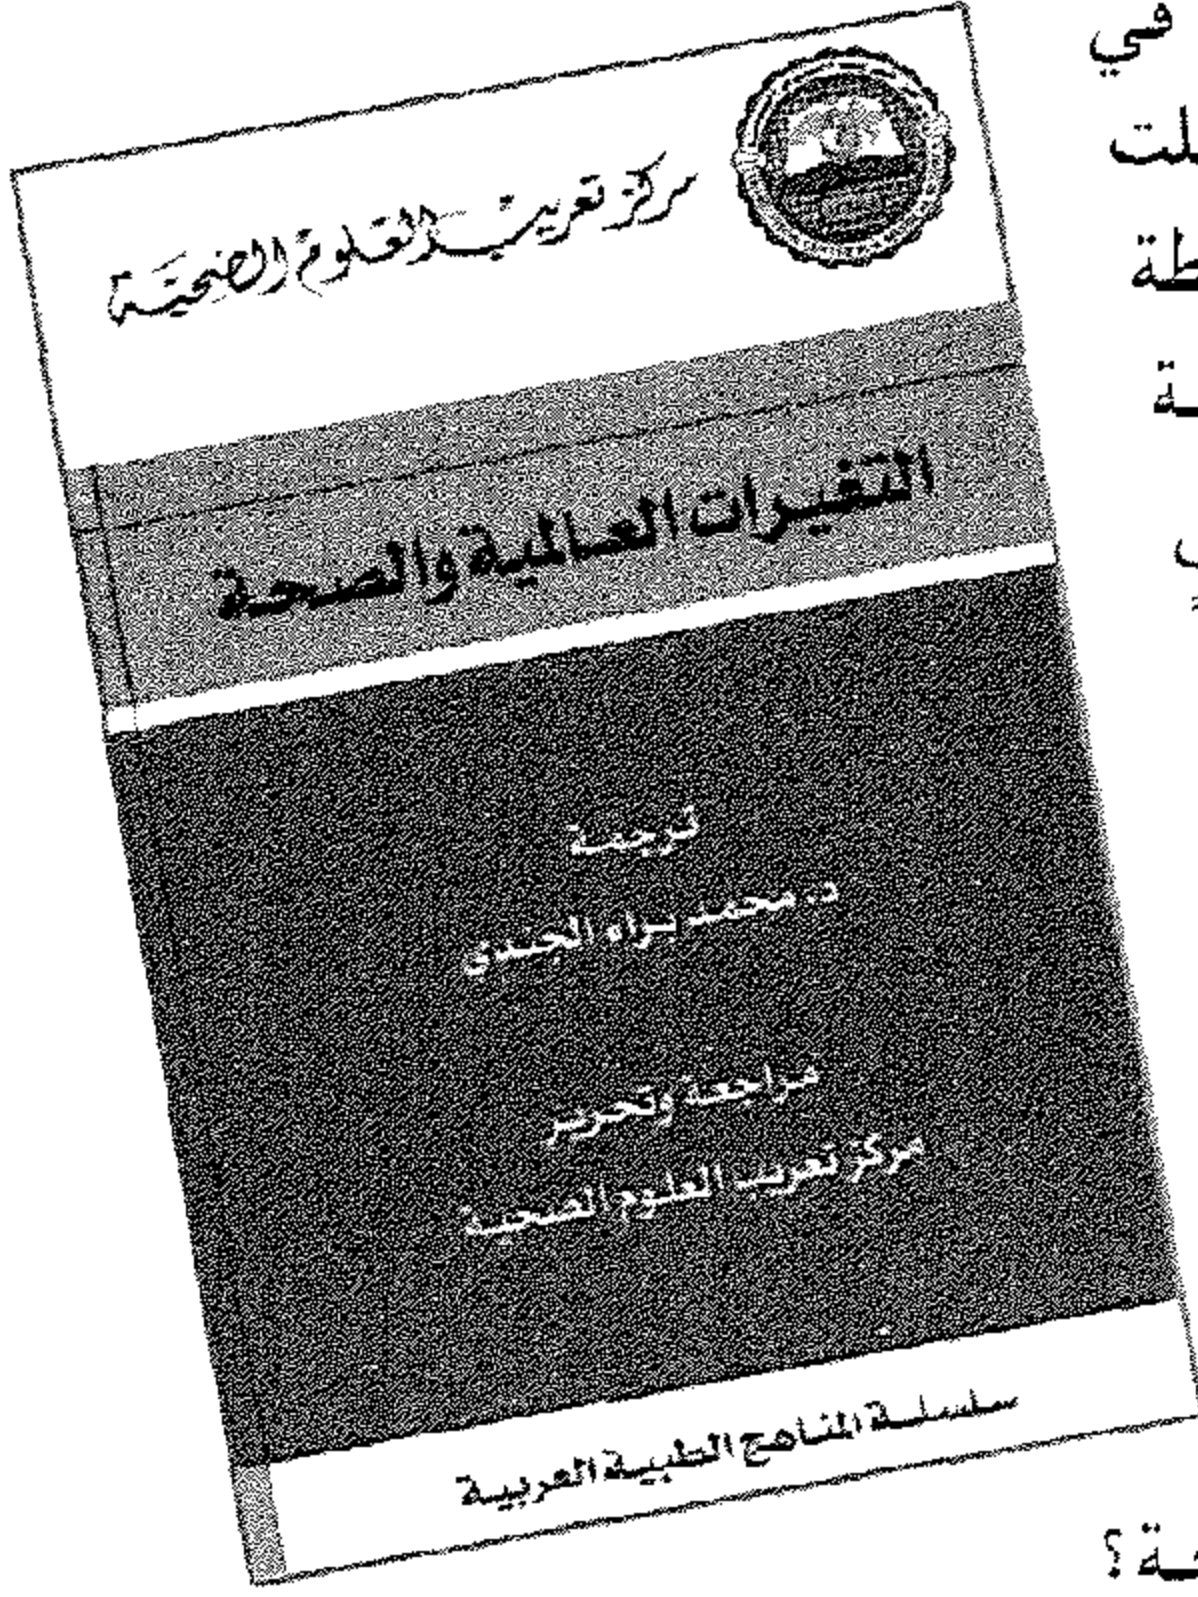 مركز تعريب العلوم الصحية
التغيرات العالمية والصحة
ترجمة
د. محمد براء الجندي
مراجعة وتحرير
مركز تعريب العلوم الصحية
سلسلة المناهج الطبية العربية
في